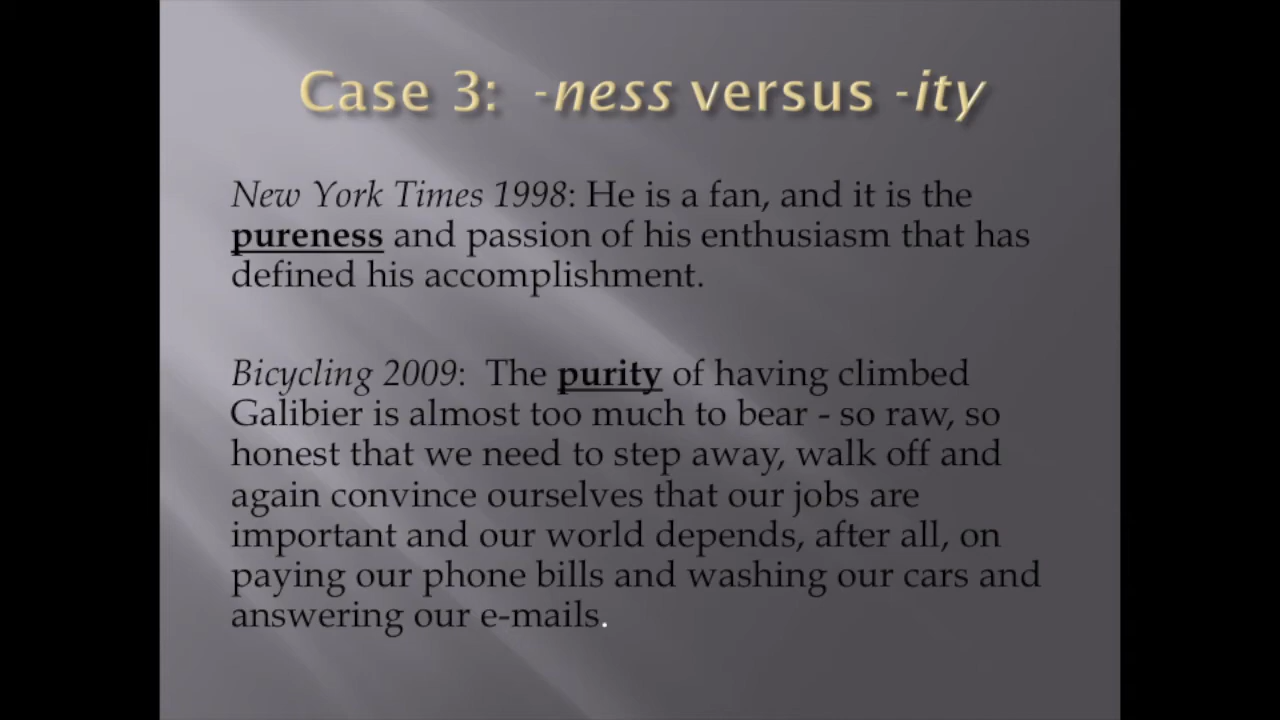 Case 3: -ness versus -ity
New York Times 1998: He is a fan, and it is the
pureness and passion of his enthusiasm that has
defined his accomplishment.
Bicycling 2009: The purity of having climbed
Galibier is almost too much to bear - so raw, so
honest that we need to step away, walk off and
again convince ourselves that our jobs are
important and our world depends, after all, on
paying our phone bills and washing our cars and
answering our e-mails.